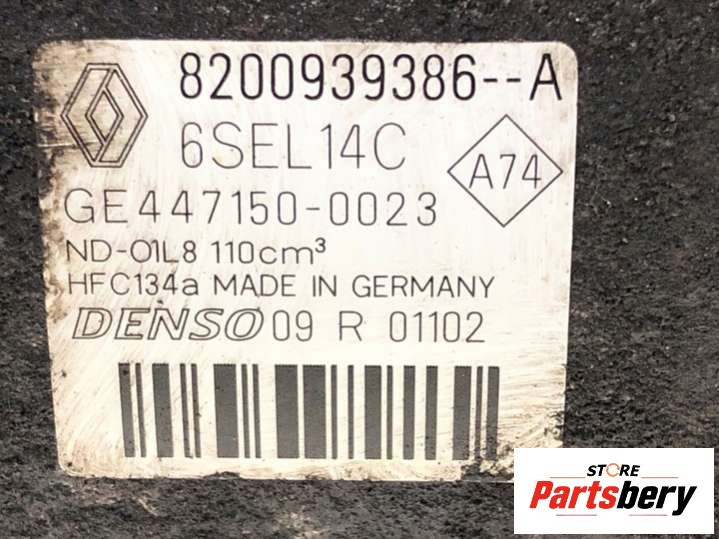 8200939386--A
6SEL14C
A74
GE447150-0023
ND-OIL8 110cm³
HFC134a MADE IN GERMANY
DENSO 09 R 01102
STORE
Partsbery